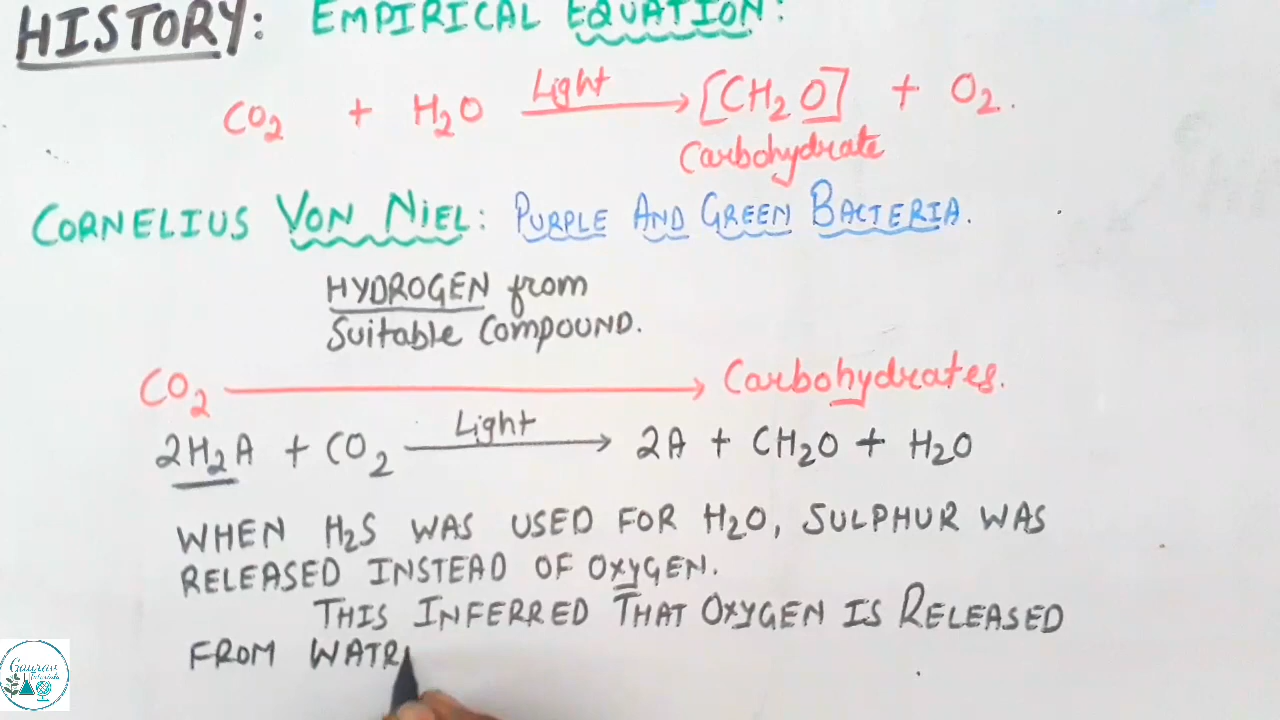 HISTORY: EMPIRICAL EQUATION:
CO2 + H2O Light [CH2O] + O2.
Carbohydrate
CORNELIUS VON NIEL: PURPLE AND GREEN BACTERIA.
HYDROGEN from
Suitable COMPOUND.
CO2 → Carbohydrates.
2H2A + CO2 Light → 2A + CH2O + H2O
WHEN H2S WAS USED FOR H2O, SULPHUR WAS
RELEASED INSTEAD OF OXYGEN.
THIS INFERRED THAT OXYGEN IS RELEASED
FROM WATR
Gaurav
Tutorials